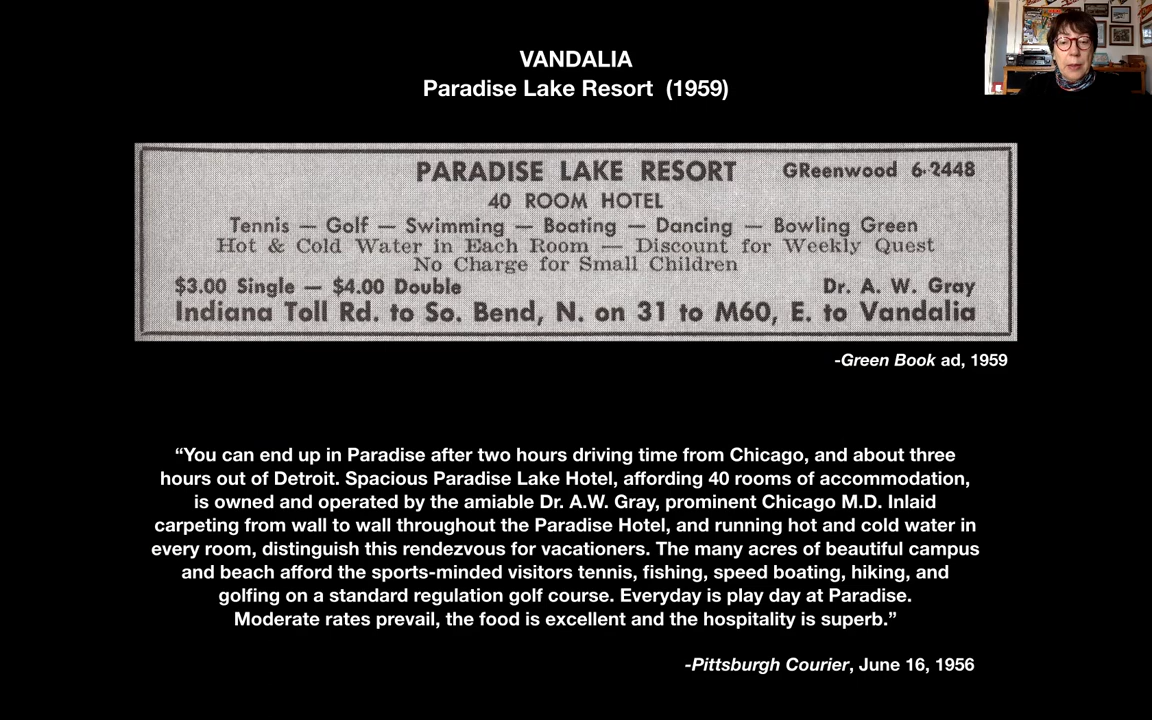 VANDALIA
Paradise Lake Resort (1959)
PARADISE LAKE RESORT GReenwood 6-2448
40 ROOM HOTEL
Tennis — Golf — Swimming — Boating — Dancing — Bowling Green
Hot & Cold Water in Each Room — Discount for Weekly Quest
No Charge for Small Children
$3.00 Single — $4.00 Double Dr. A. W. Gray
Indiana Toll Rd. to So. Bend, N. on 31 to M60, E. to Vandalia
-Green Book ad, 1959
“You can end up in Paradise after two hours driving time from Chicago, and about three
hours out of Detroit. Spacious Paradise Lake Hotel, affording 40 rooms of accommodation,
is owned and operated by the amiable Dr. A.W. Gray, prominent Chicago M.D. Inlaid
carpeting from wall to wall throughout the Paradise Hotel, and running hot and cold water in
every room, distinguish this rendezvous for vacationers. The many acres of beautiful campus
and beach afford the sports-minded visitors tennis, fishing, speed boating, hiking, and
golfing on a standard regulation golf course. Everyday is play day at Paradise.
Moderate rates prevail, the food is excellent and the hospitality is superb.”
-Pittsburgh Courier, June 16, 1956